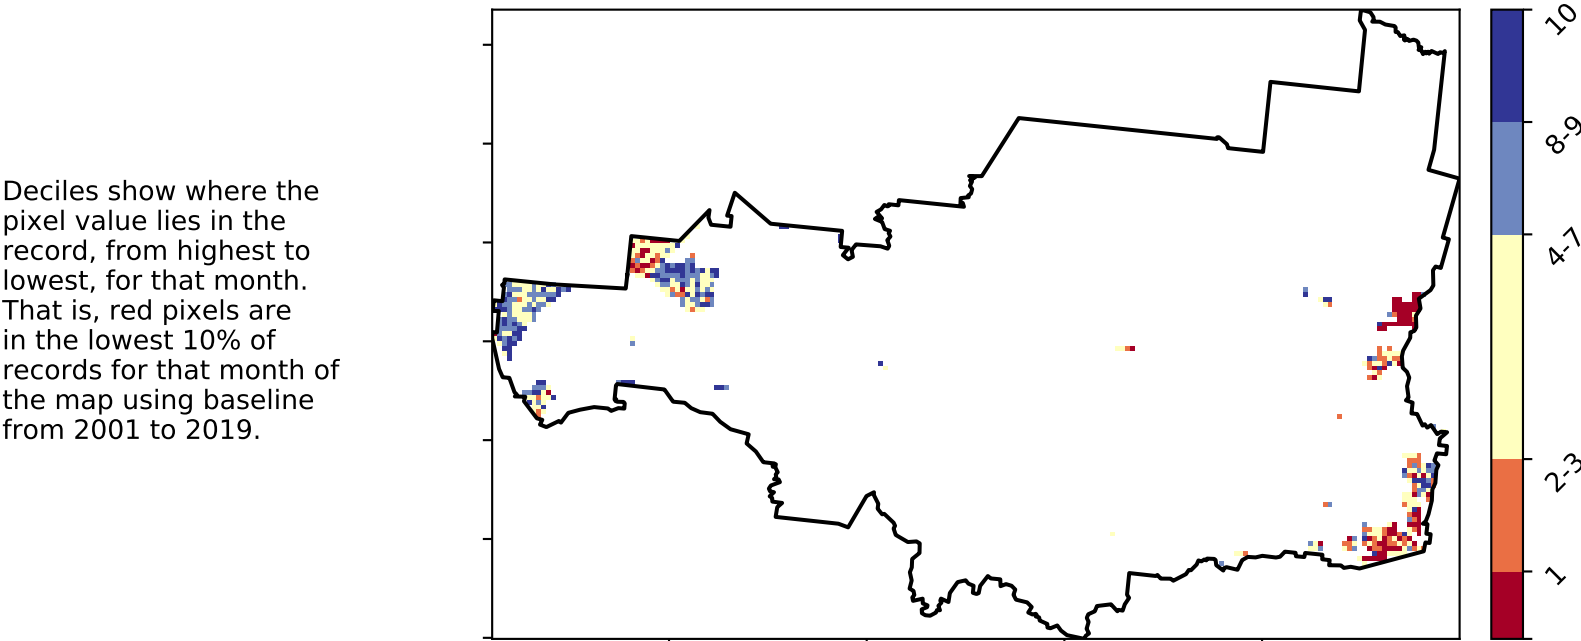 Deciles show where the
pixel value lies in the
record, from highest to
lowest, for that month.
That is, red pixels are
in the lowest 10% of
records for that month of
the map using baseline
from 2001 to 2019.
10
8-9
4-7
2-3
1